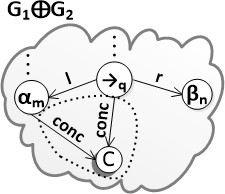 G₁⊕G₂
l r
→q
αm βn
conc conc
C